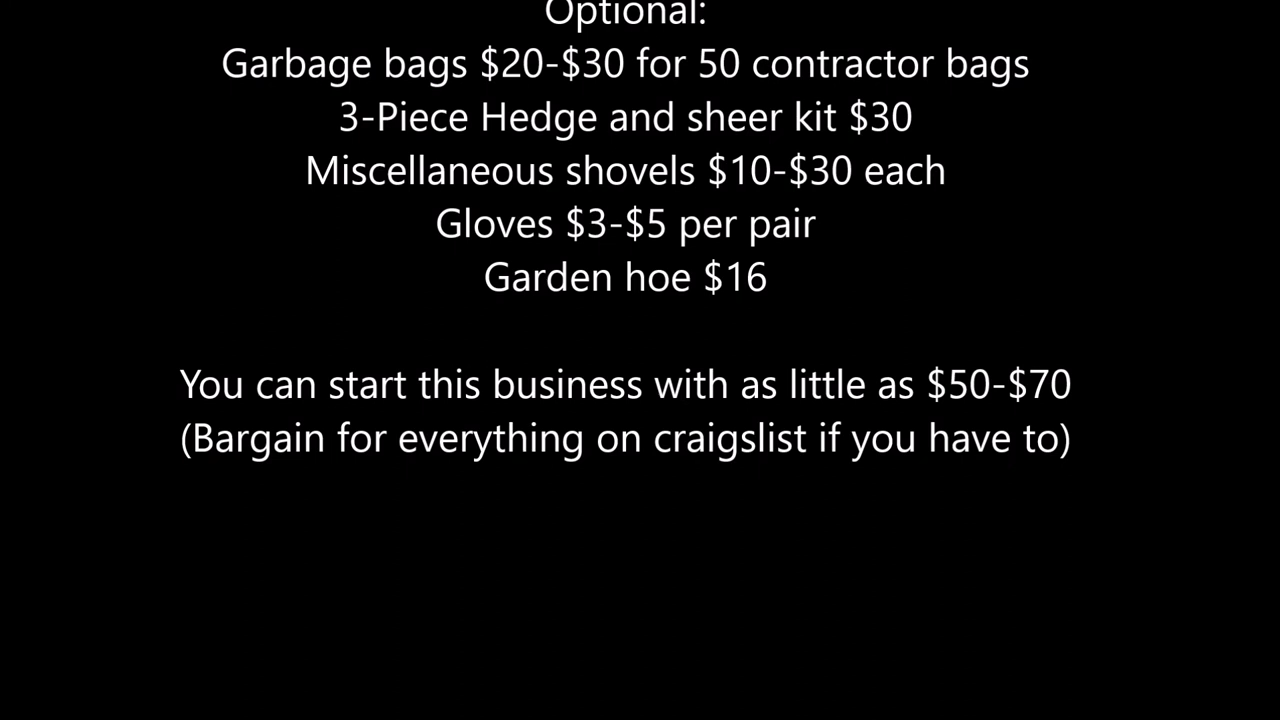 Optional:
Garbage bags $20-$30 for 50 contractor bags
3-Piece Hedge and sheer kit $30
Miscellaneous shovels $10-$30 each
Gloves $3-$5 per pair
Garden hoe $16
You can start this business with as little as $50-$70
(Bargain for everything on craigslist if you have to)